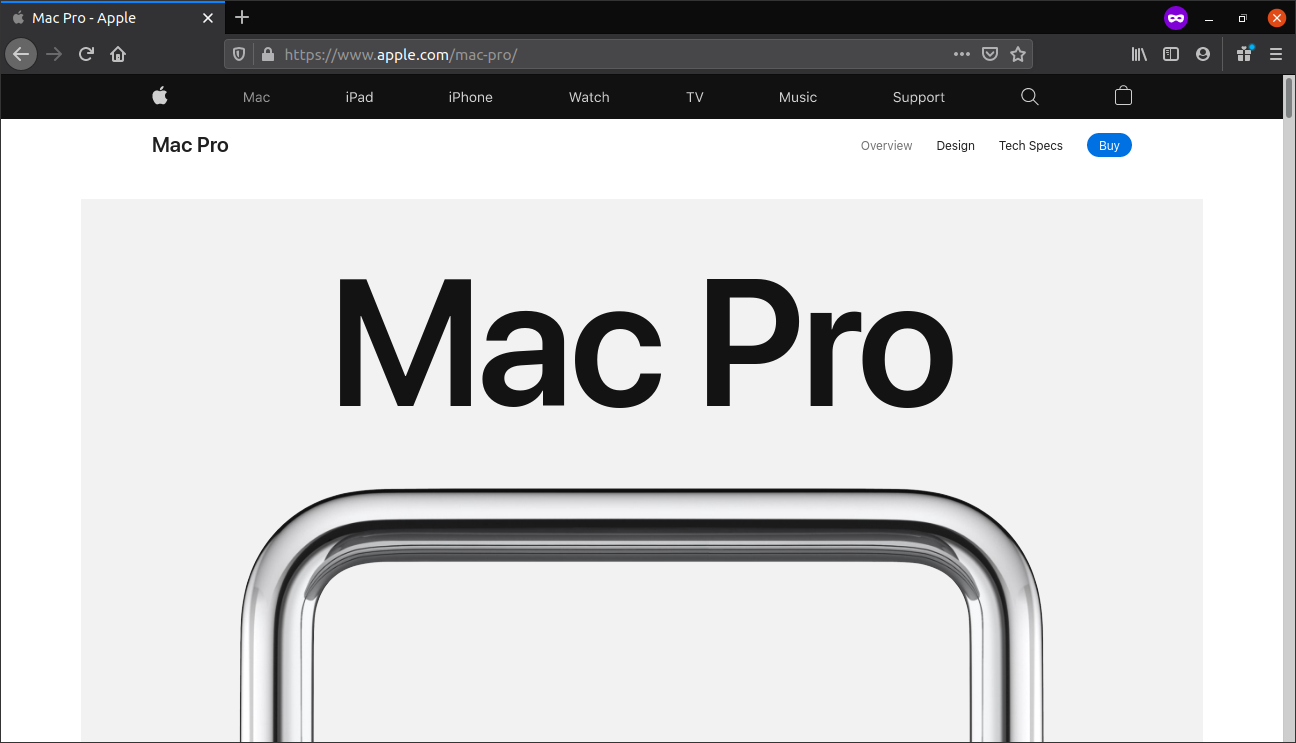 Mac Pro - Apple
https://www.apple.com/mac-pro/
Mac iPad iPhone Watch TV Music Support
Mac Pro
Overview Design Tech Specs Buy
Mac Pro